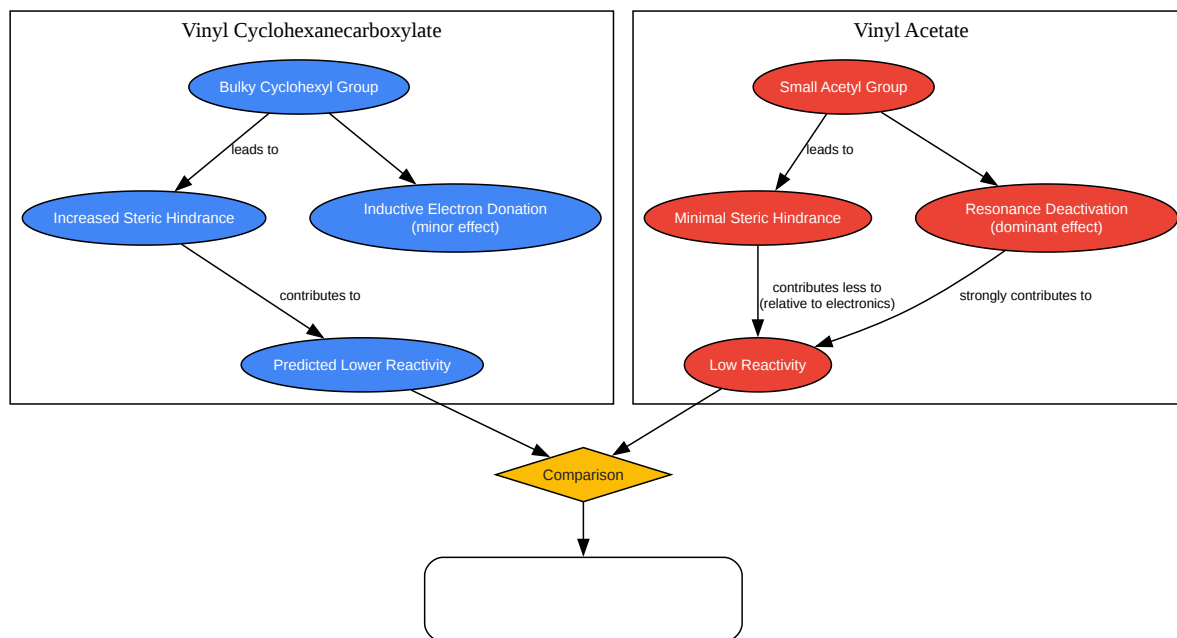 Vinyl Cyclohexanecarboxylate
Bulky Cyclohexyl Group
leads to
Increased Steric Hindrance
Inductive Electron Donation
(minor effect)
contributes to
Predicted Lower Reactivity
Vinyl Acetate
Small Acetyl Group
leads to
Minimal Steric Hindrance
Resonance Deactivation
(dominant effect)
contributes less to
(relative to electronics)
strongly contributes to
Low Reactivity
Comparison